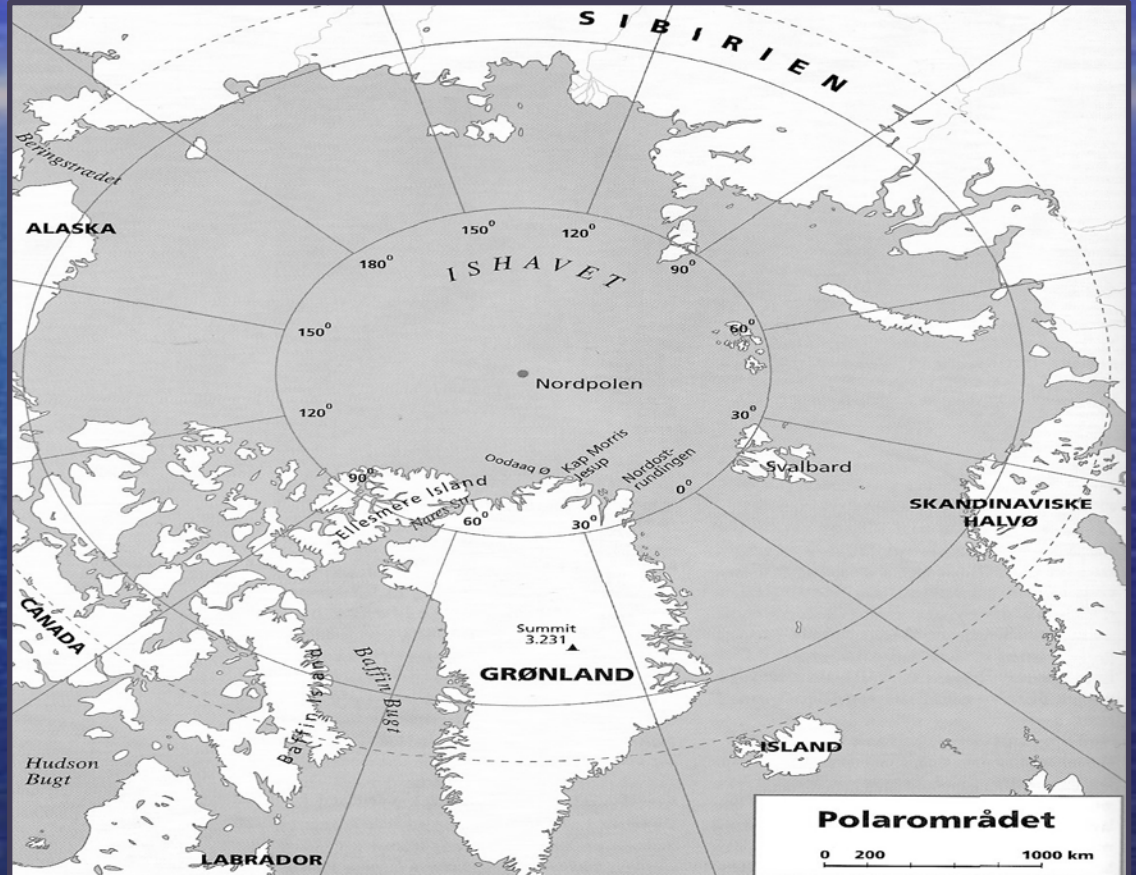 SIBIRIEN
Beringstrædet
ALASKA
150°
120°
180°
ISHAVET
90°
150°
60°
Nordpolen
120°
30°
Oodaaq Ø
Kap Morris
Jesup
Nordost-
rundingen
Svalbard
90°
Ellesmere Island
Nares Str.
60°
30°
0°
SKANDINAVISKE
HALVØ
CANADA
Summit
3.231
GRØNLAND
Baffin Bugt
Baffin Island
ISLAND
Hudson
Bugt
LABRADOR
Polarområdet
0 200 1000 km